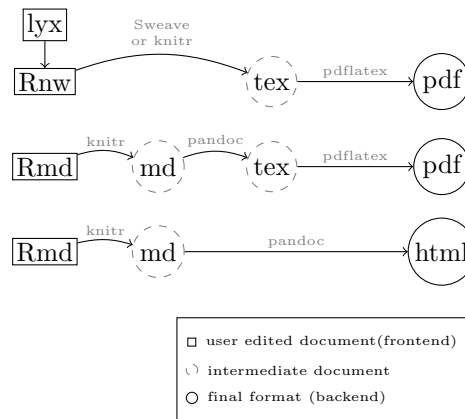 lyx
Sweave
or knitr
Rnw
tex
pdflatex
pdf
knitr
pandoc
Rmd
md
tex
pdflatex
pdf
knitr
Rmd
md
pandoc
html
user edited document(frontend)
intermediate document
final format (backend)